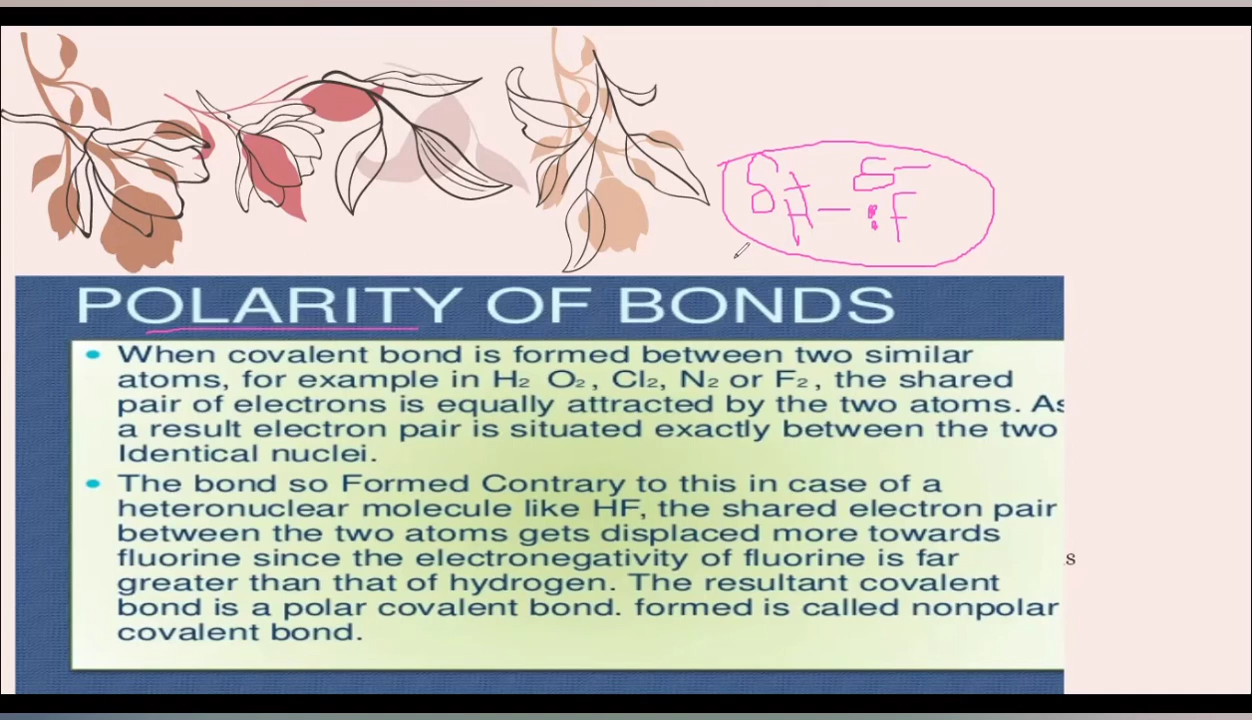 δ+ δ-
H - :F
POLARITY OF BONDS
• When covalent bond is formed between two similar
atoms, for example in H₂ O₂ , Cl₂, N₂ or F₂ , the shared
pair of electrons is equally attracted by the two atoms. As
a result electron pair is situated exactly between the two
Identical nuclei.
• The bond so Formed Contrary to this in case of a
heteronuclear molecule like HF, the shared electron pair
between the two atoms gets displaced more towards
fluorine since the electronegativity of fluorine is far
greater than that of hydrogen. The resultant covalent
bond is a polar covalent bond. formed is called nonpolar
covalent bond.
s